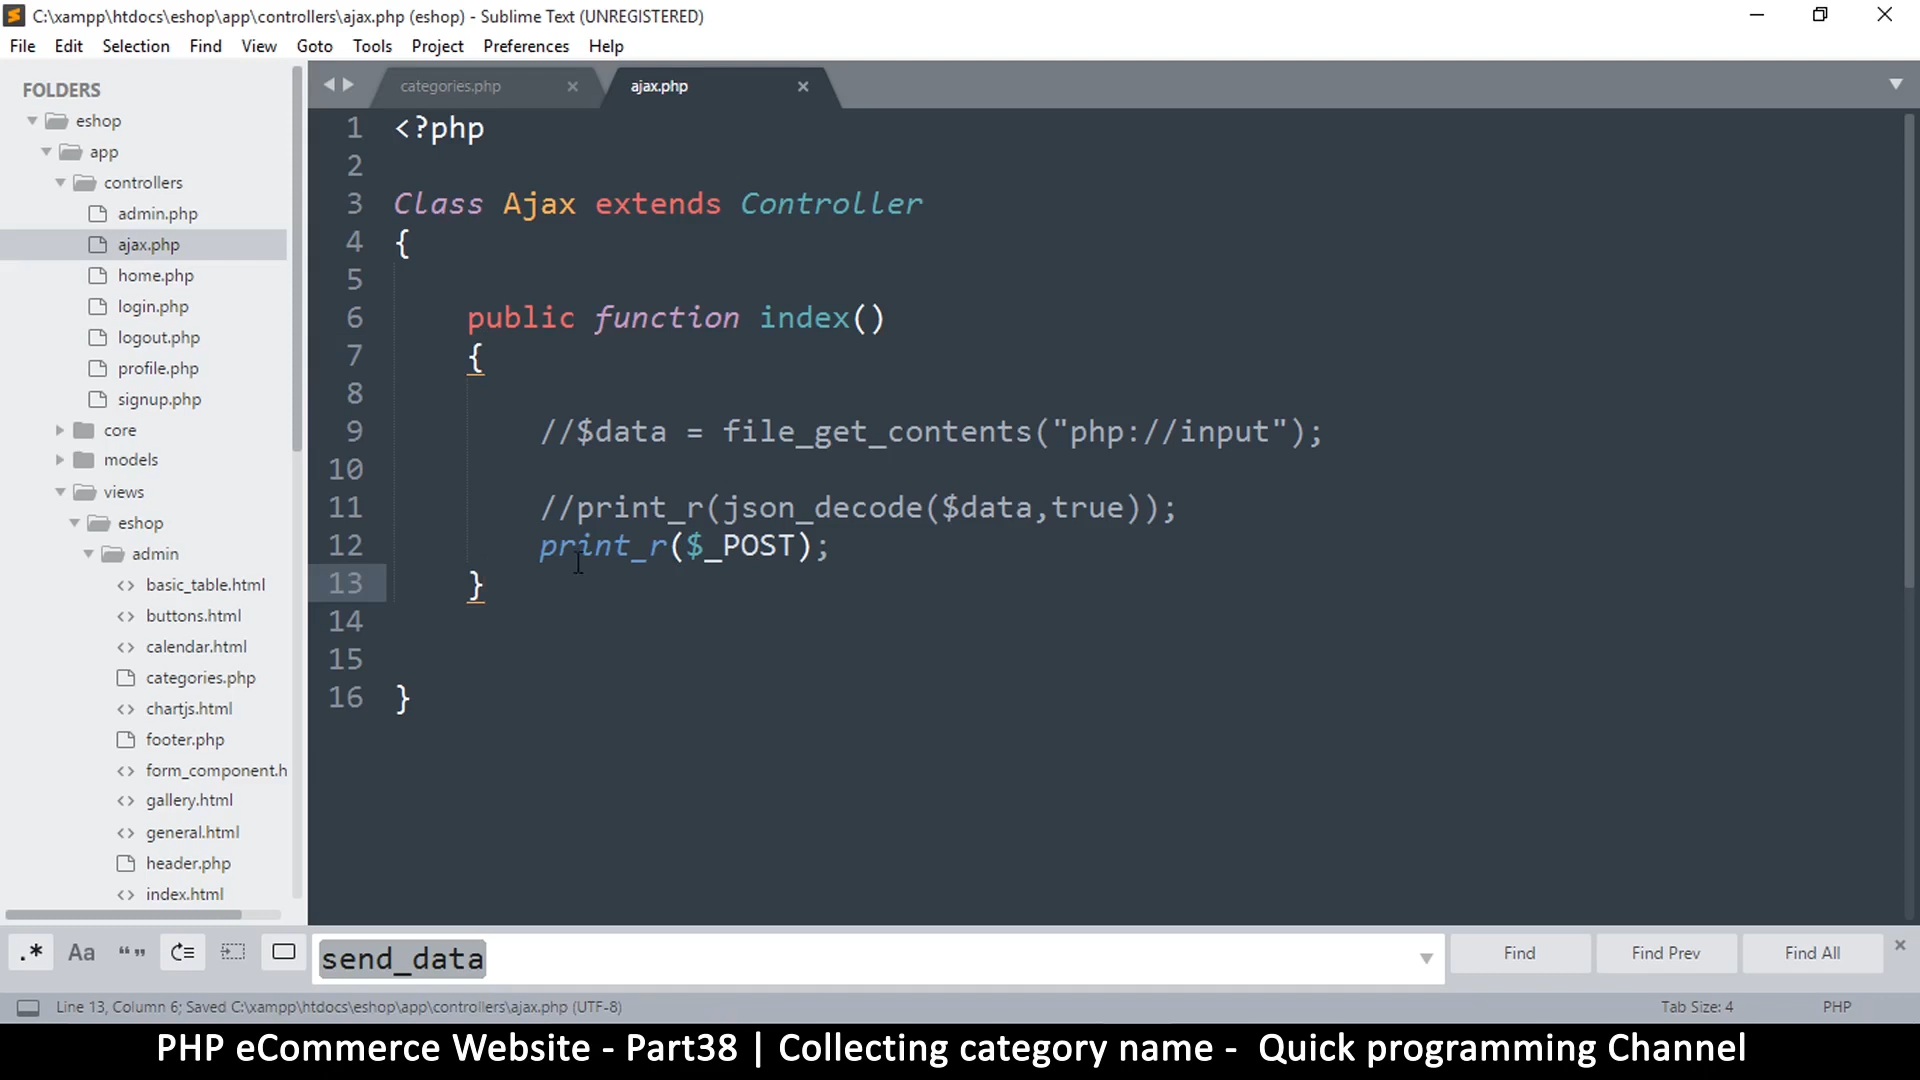 C:\xampp\htdocs\eshop\app\controllers\ajax.php (eshop) - Sublime Text (UNREGISTERED)
File Edit Selection Find View Goto Tools Project Preferences Help
FOLDERS
eshop
app
controllers
admin.php
ajax.php
home.php
login.php
logout.php
profile.php
signup.php
core
models
views
eshop
admin
basic_table.html
buttons.html
calendar.html
categories.php
chartjs.html
footer.php
form_component.h
gallery.html
general.html
header.php
index.html
categories.php ajax.php
1 <?php
2
3 Class Ajax extends Controller
4 {
5
6 public function index()
7 {
8
9 //$data = file_get_contents("php://input");
10
11 //print_r(json_decode($data,true));
12 print_r($_POST);
13 }
14
15
16 }
.* Aa “” send_data Find Find Prev Find All
Line 13, Column 6; Saved C:\xampp\htdocs\eshop\app\controllers\ajax.php (UTF-8) Tab Size: 4 PHP
PHP eCommerce Website - Part38 | Collecting category name - Quick programming Channel